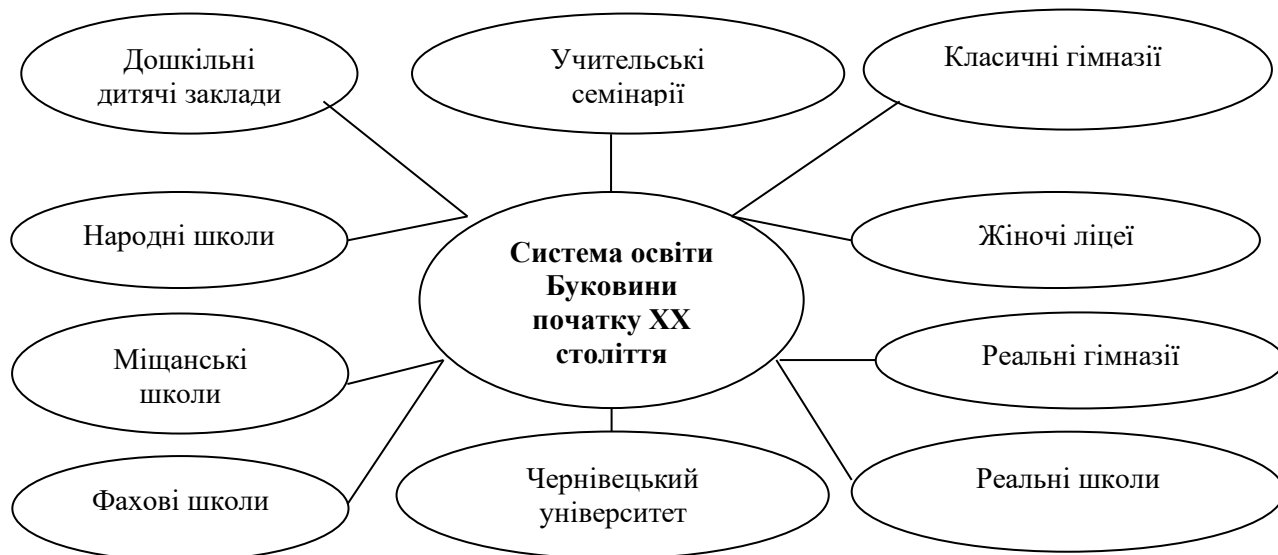 Дошкільні
дитячі заклади
Учительські
семінарії
Класичні гімназії
Народні школи
Система освіти
Буковини
початку ХХ
століття
Жіночі ліцеї
Міщанські
школи
Реальні гімназії
Фахові школи
Чернівецький
університет
Реальні школи